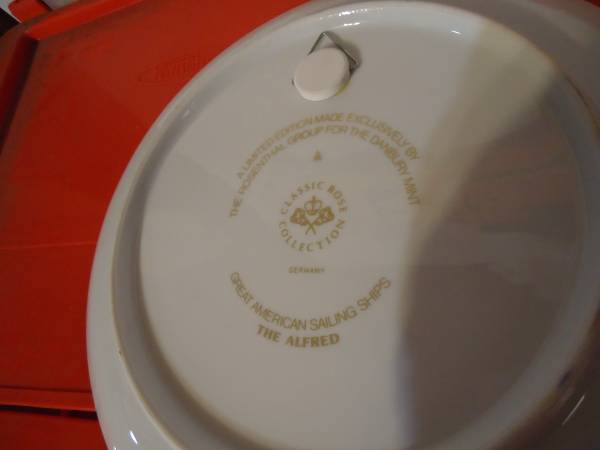 A LIMITED EDITION MADE EXCLUSIVELY BY
THE ROSENTHAL GROUP FOR THE DANBURY MINT
CLASSIC ROSE
COLLECTION
GERMANY
GREAT AMERICAN SAILING SHIPS
THE ALFRED